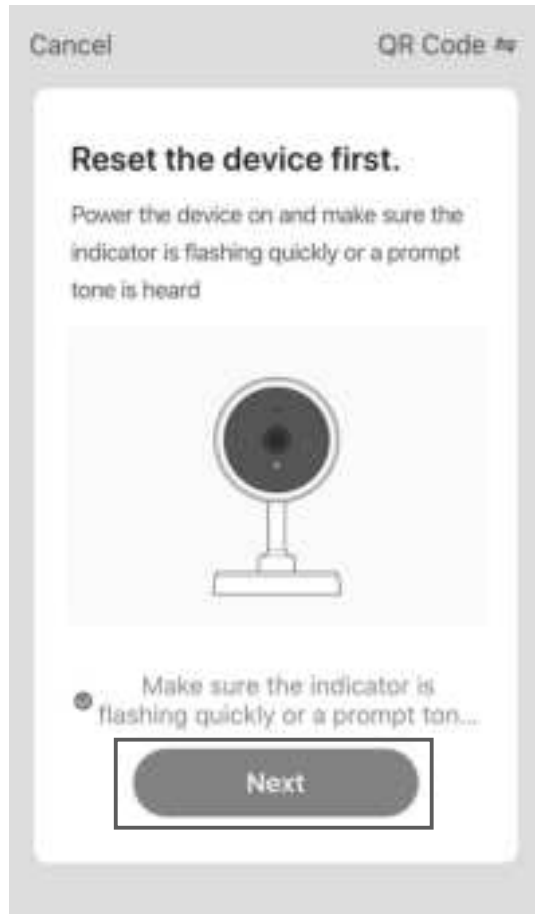 Cancel
QR Code ⇋
Reset the device first.
Power the device on and make sure the
indicator is flashing quickly or a prompt
tone is heard
Make sure the indicator is
flashing quickly or a prompt ton...
Next